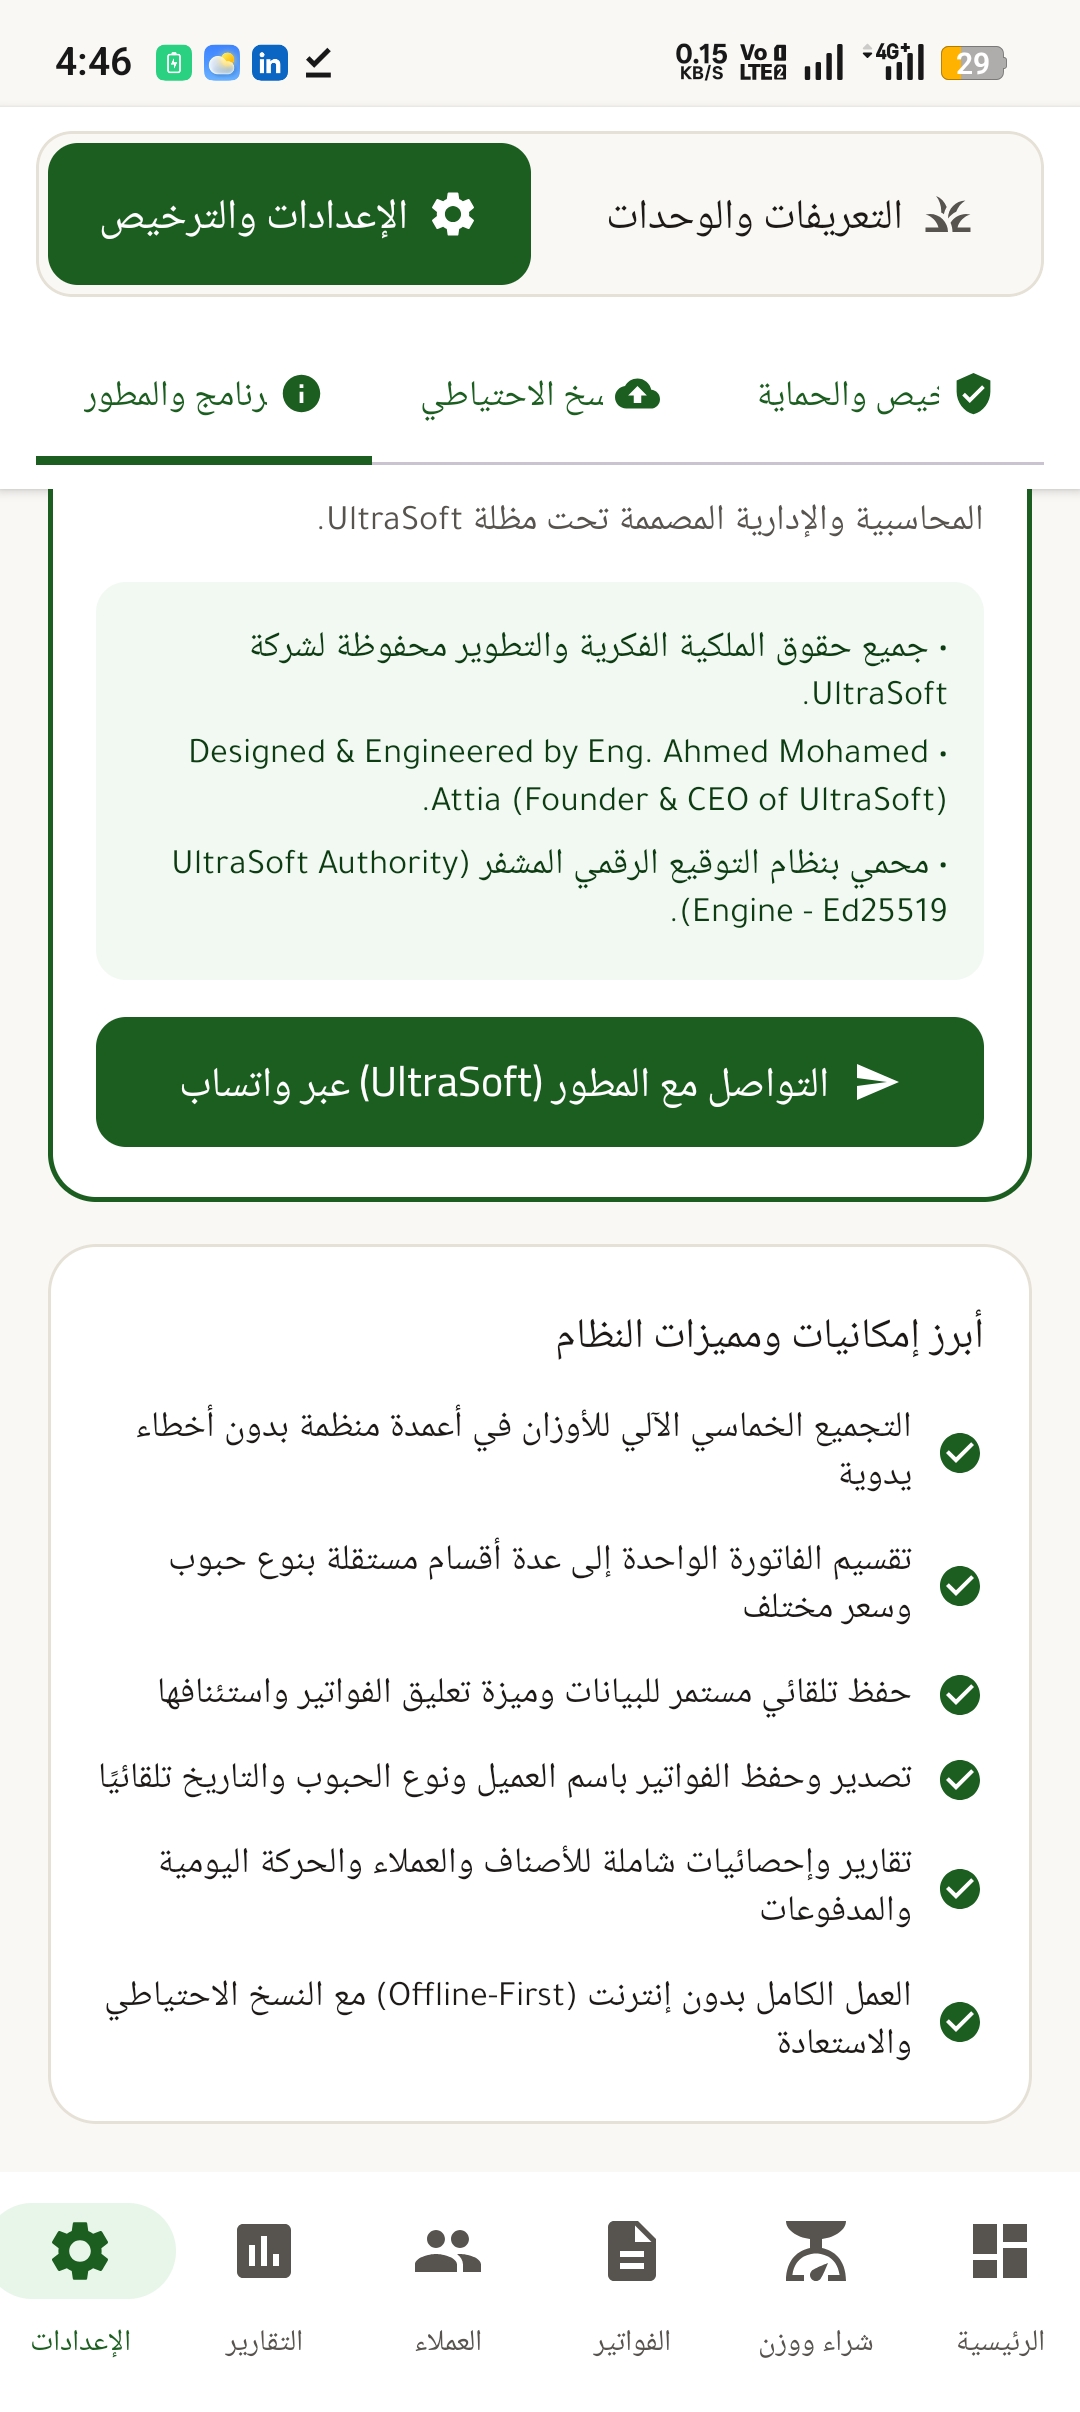 4:46
0.15
KB/S
Vo 1
LTE 2
4G+
29
التعريفات والوحدات
الإعدادات والترخيص
خيص والحماية
سخ الاحتياطي
رنامج والمطور
المحاسبية والإدارية المصممة تحت مظلة UltraSoft.
• جميع حقوق الملكية الفكرية والتطوير محفوظة لشركة
UltraSoft.
• Designed & Engineered by Eng. Ahmed Mohamed
Attia (Founder & CEO of UltraSoft).
• محمي بنظام التوقيع الرقمي المشفر (UltraSoft Authority
Engine - Ed25519).
التواصل مع المطور (UltraSoft) عبر واتساب
أبرز إمكانيات ومميزات النظام
التجميع الخماسي الآلي للأوزان في أعمدة منظمة بدون أخطاء
يدوية
تقسيم الفاتورة الواحدة إلى عدة أقسام مستقلة بنوع حبوب
وسعر مختلف
حفظ تلقائي مستمر للبيانات وميزة تعليق الفواتير واستئنافها
تصدير وحفظ الفواتير باسم العميل ونوع الحبوب والتاريخ تلقائيًا
تقارير وإحصائيات شاملة للأصناف والعملاء والحركة اليومية
والمدفوعات
العمل الكامل بدون إنترنت (Offline-First) مع النسخ الاحتياطي
والاستعادة
الرئيسية
شراء ووزن
الفواتير
العملاء
التقارير
الإعدادات